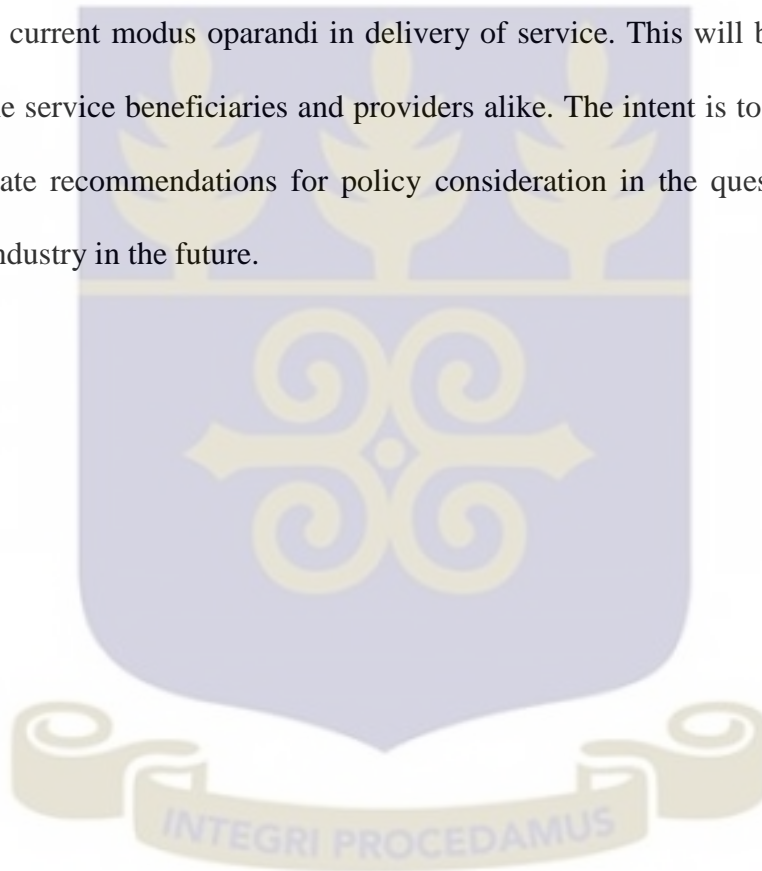 current modus oparandi in delivery of service. This will b
e service beneficiaries and providers alike. The intent is to
ate recommendations for policy consideration in the ques
ndustry in the future.
INTEGRI PROCEDAMUS